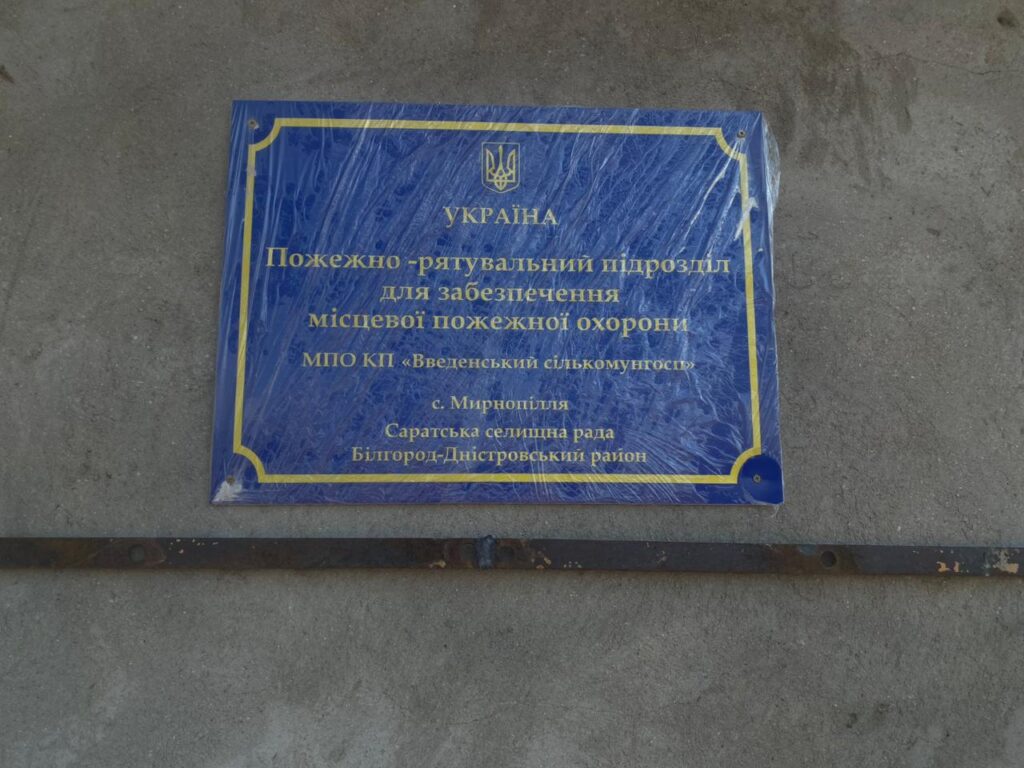 УКРАЇНА
Пожежно -рятувальний підрозділ
для забезпечення
місцевої пожежної охорони
МПО КП «Введенський сількомунгосп»
с. Мирнопілля
Саратська селищна рада
Білгород-Дністровський район